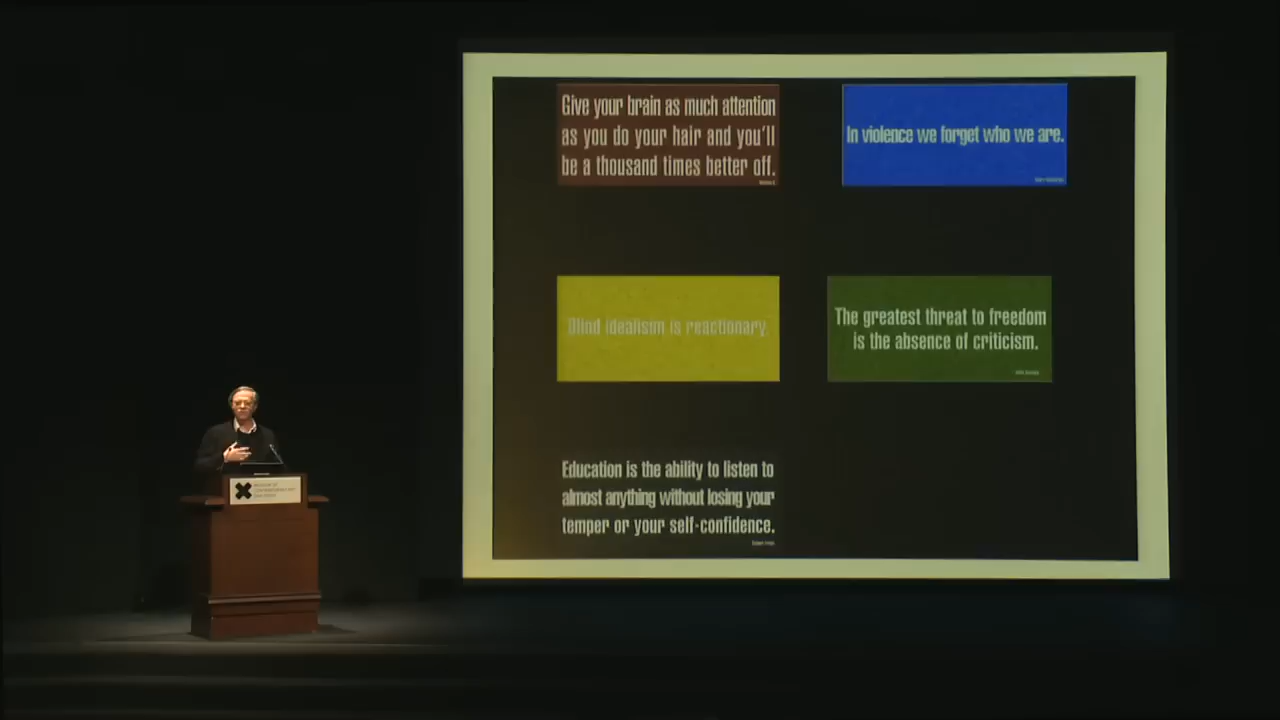 Give your brain as much attention
as you do your hair and you'll
be a thousand times better off.
In violence we forget who we are.
Blind idealism is reactionary.
The greatest threat to freedom
is the absence of criticism.
Education is the ability to listen to
almost anything without losing your
temper or your self-confidence.